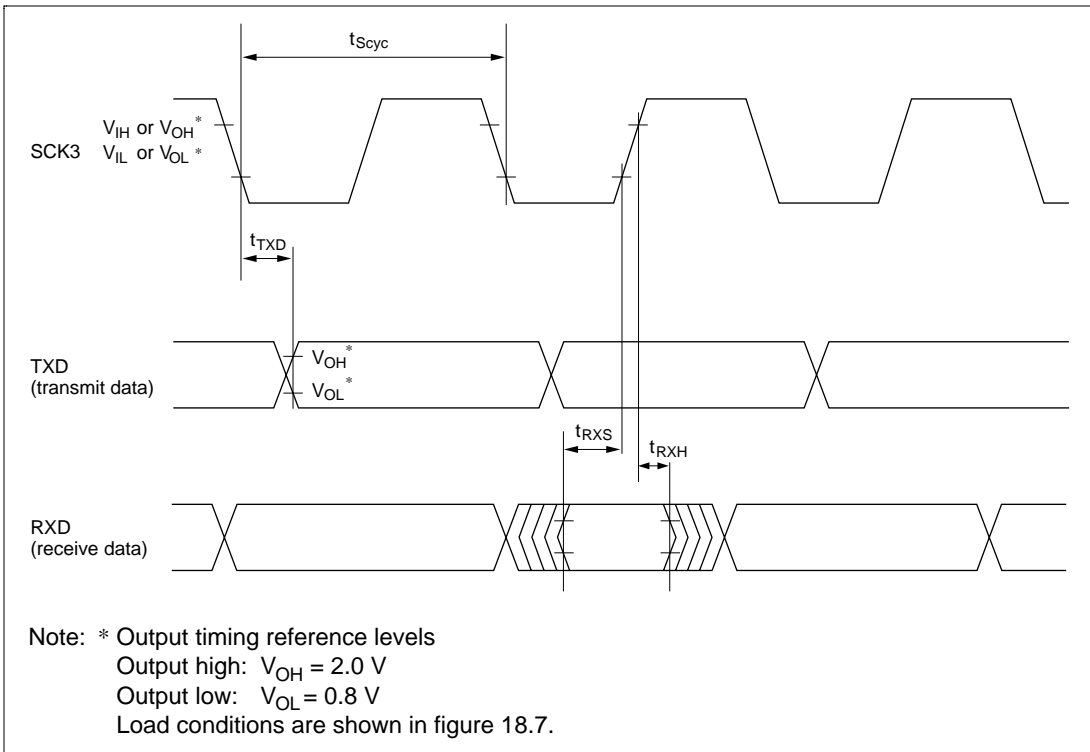 tScyc
VIH or VOH*
SCK3
VIL or VOL*
tTXD
TXD
(transmit data)
VOH*
VOL*
tRXS
tRXH
RXD
(receive data)
Note: * Output timing reference levels
Output high: VOH = 2.0 V
Output low: VOL = 0.8 V
Load conditions are shown in figure 18.7.